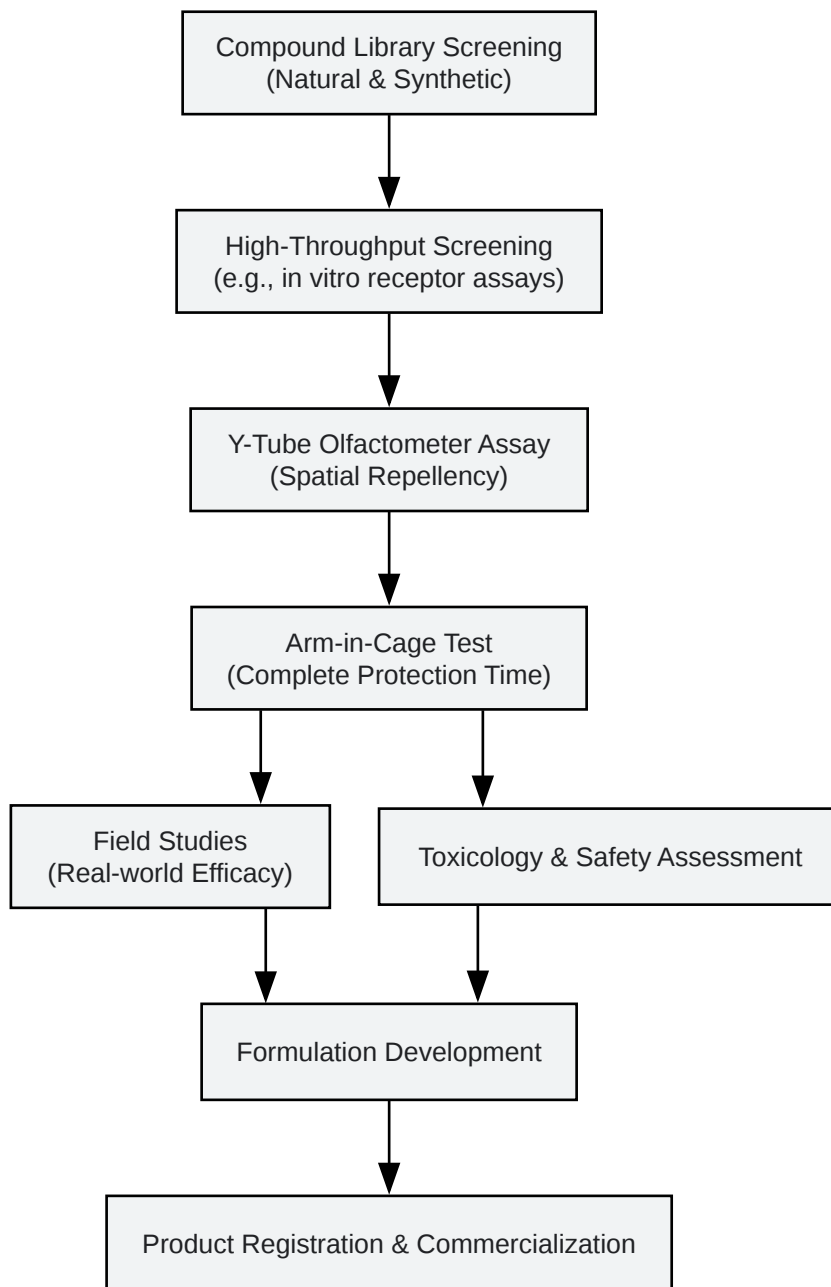 Compound Library Screening
(Natural & Synthetic)
High-Throughput Screening
(e.g., in vitro receptor assays)
Y-Tube Olfactometer Assay
(Spatial Repellency)
Arm-in-Cage Test
(Complete Protection Time)
Field Studies
(Real-world Efficacy)
Toxicology & Safety Assessment
Formulation Development
Product Registration & Commercialization